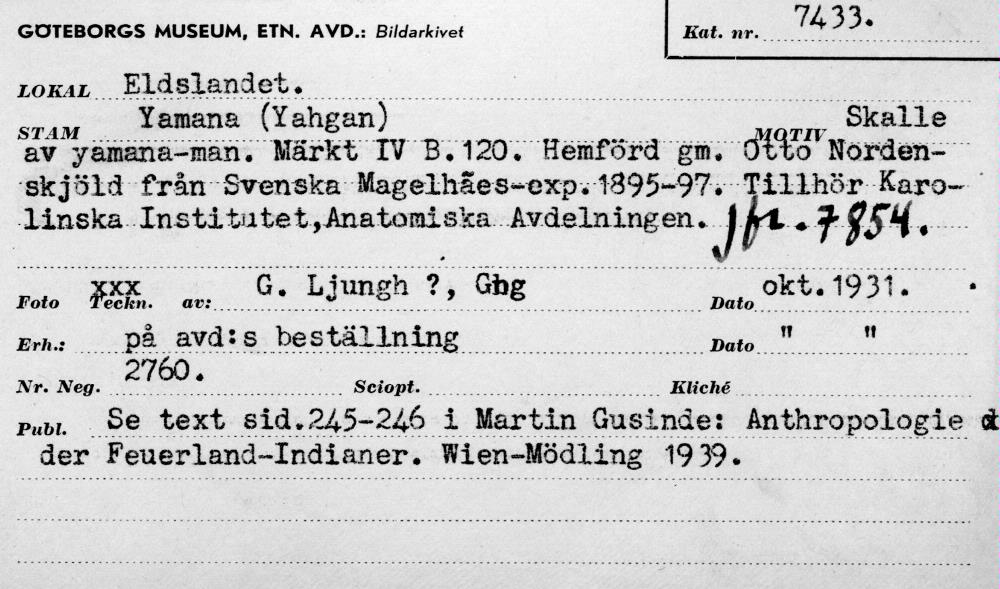 GÖTEBORGS MUSEUM, ETN. AVD.: Bildarkivet
Kat. nr. 7433.
LOKAL Eldslandet.
STAM Yamana (Yahgan) MOTIV Skalle
av yamana-man. Märkt IV B.120. Hemförd gm. Otto Norden-
skjöld från Svenska Magelhães-exp.1895-97. Tillhör Karo-
linska Institutet,Anatomiska Avdelningen. jfr. 7854.
Foto xxx Teckn. av: G. Ljungh ?, Gbg Dato okt.1931.
Erh.: på avd:s beställning Dato " "
Nr. Neg. 2760. Sciopt. Kliché
Publ. Se text sid.245-246 i Martin Gusinde: Anthropologie d
der Feuerland-Indianer. Wien-Mödling 1939.